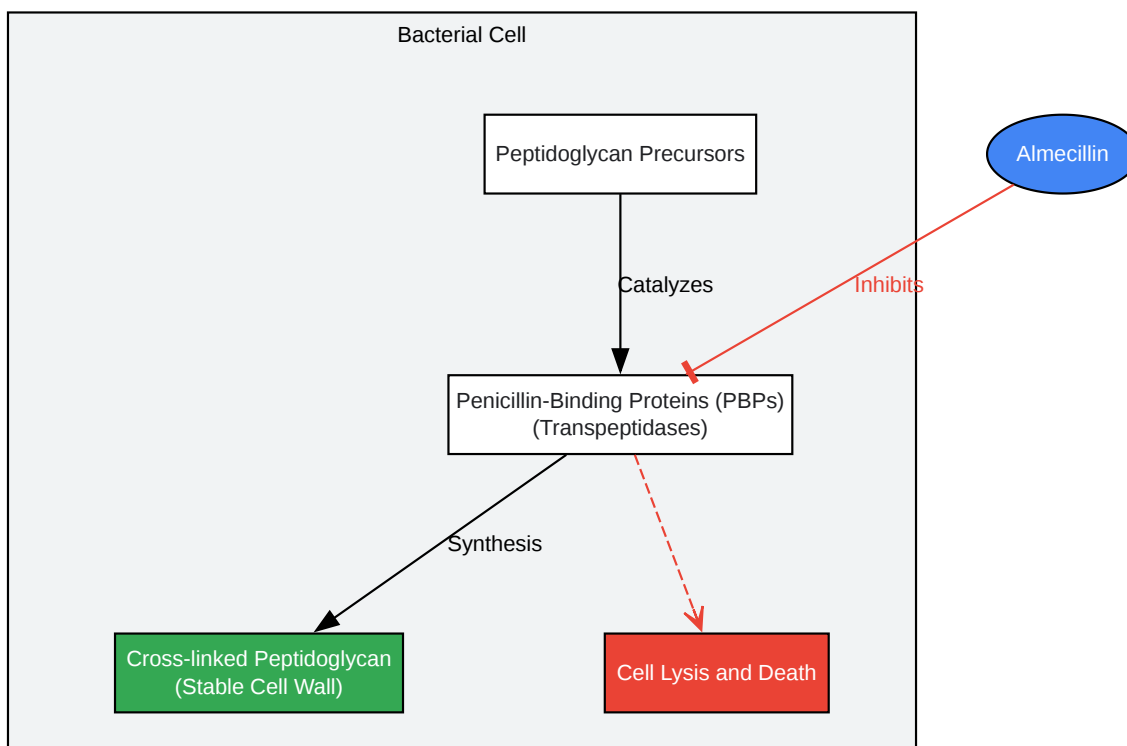 Bacterial Cell
Peptidoglycan Precursors
Almecillin
Catalyzes
Inhibits
Penicillin-Binding Proteins (PBPs)
(Transpeptidases)
Synthesis
Cross-linked Peptidoglycan
(Stable Cell Wall)
Cell Lysis and Death